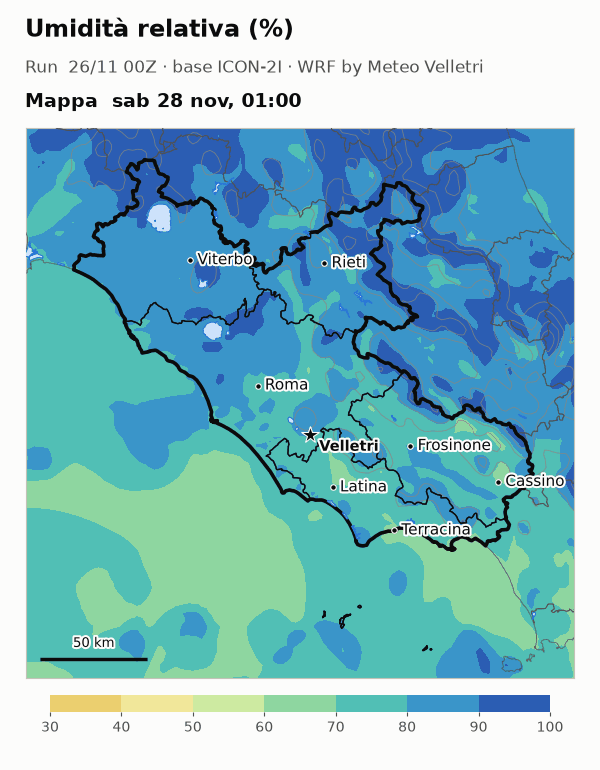 Umidità relativa (%)
Run  26/11 00Z · base ICON-2I · WRF by Meteo Velletri
Mappa  sab 28 nov, 01:00
Viterbo
Rieti
Roma
Velletri
Frosinone
Cassino
Latina
Terracina
50 km
30 40 50 60 70 80 90 100